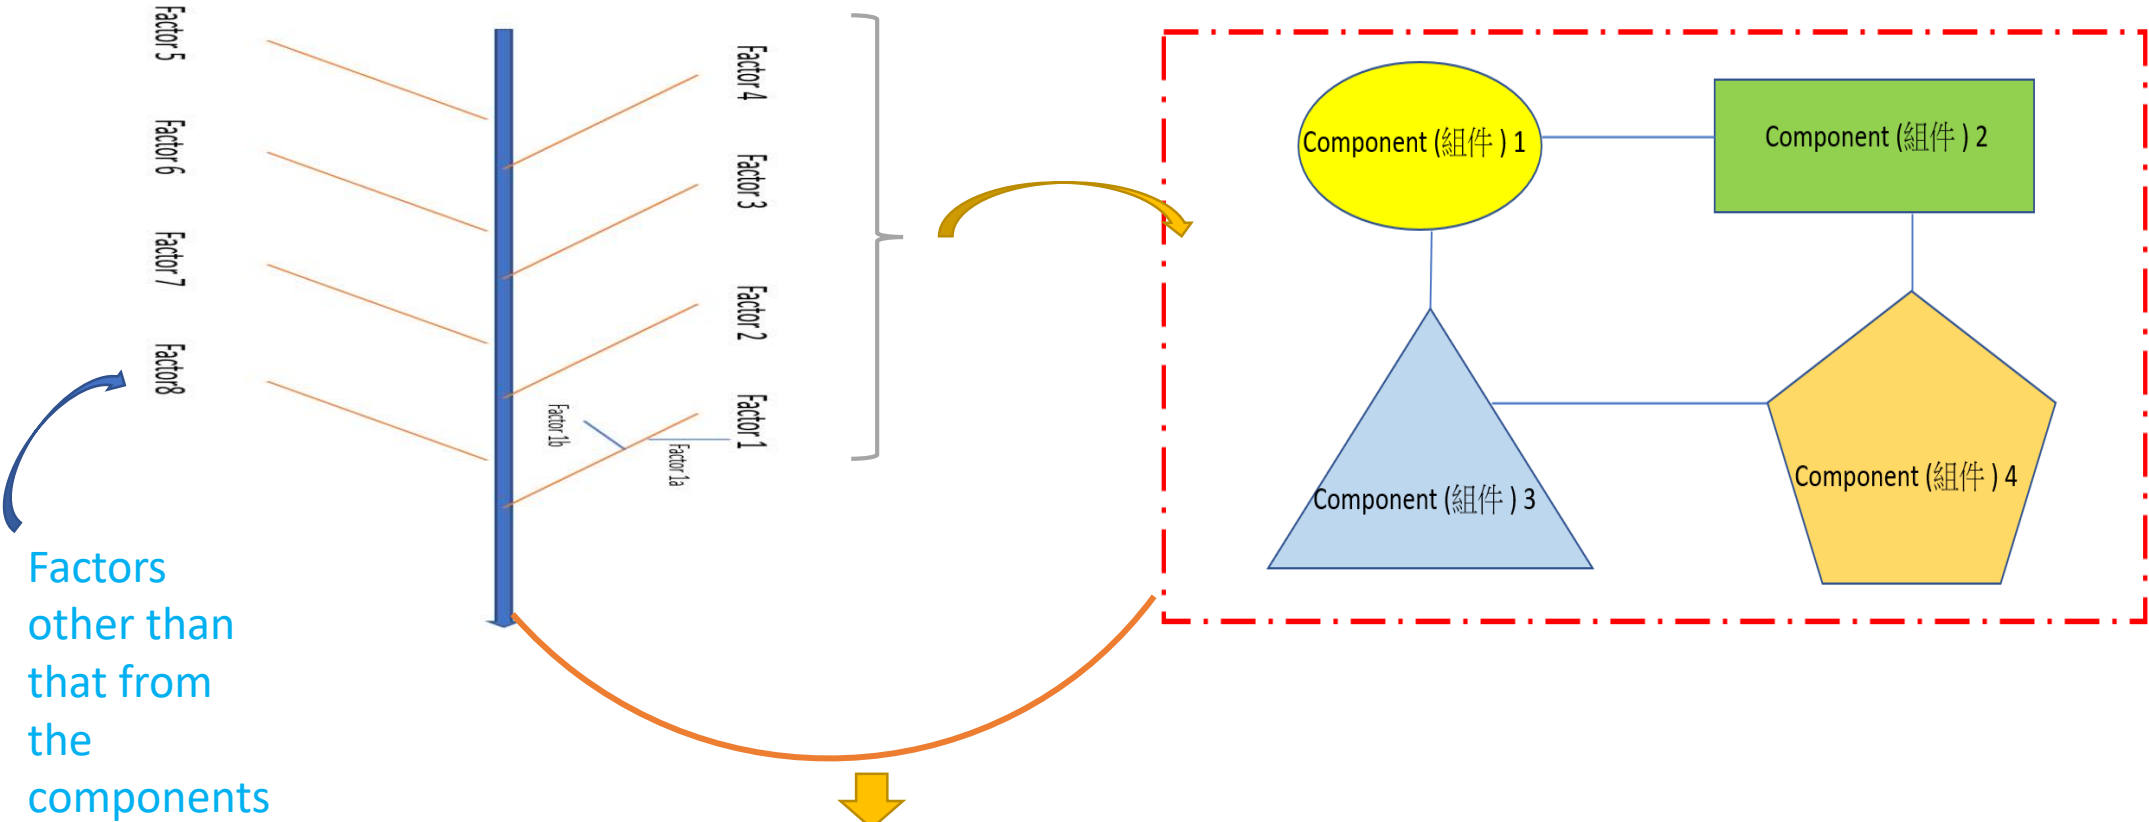 Factor 5
Factor 6
Factor 7
Factor8
Factor 4
Factor 3
Factor 2
Factor 1
Factor 1b
Factor 1a
Component (組件 ) 1
Component (組件 ) 2
Component (組件 ) 3
Component (組件 ) 4
Factors
other than
that from
the
components